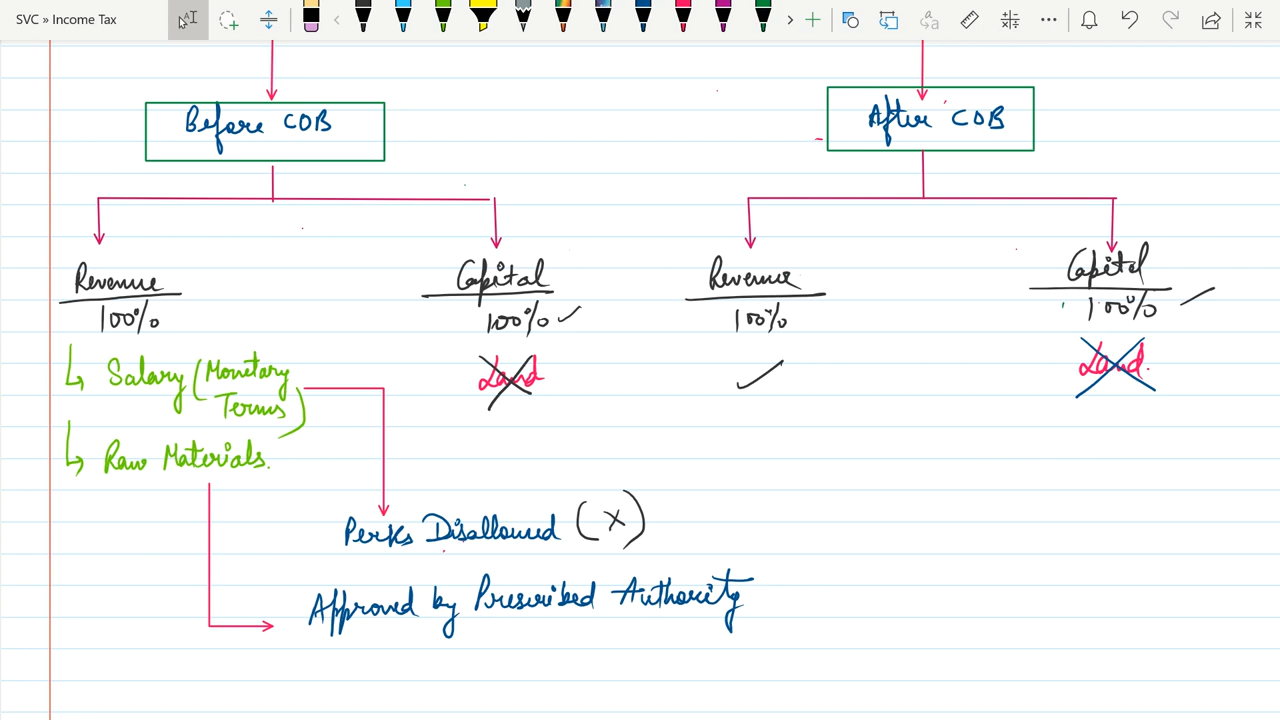 SVC » Income Tax
Before COB
After COB
Revenue
100%
Capital
100% ✓
Revenue
100%
✓
Capital
100% ✓
↳ Salary (Monetary
Terms)
↳ Raw Materials.
Land
Land.
Perks Disallowed (×)
Approved by Prescribed Authority